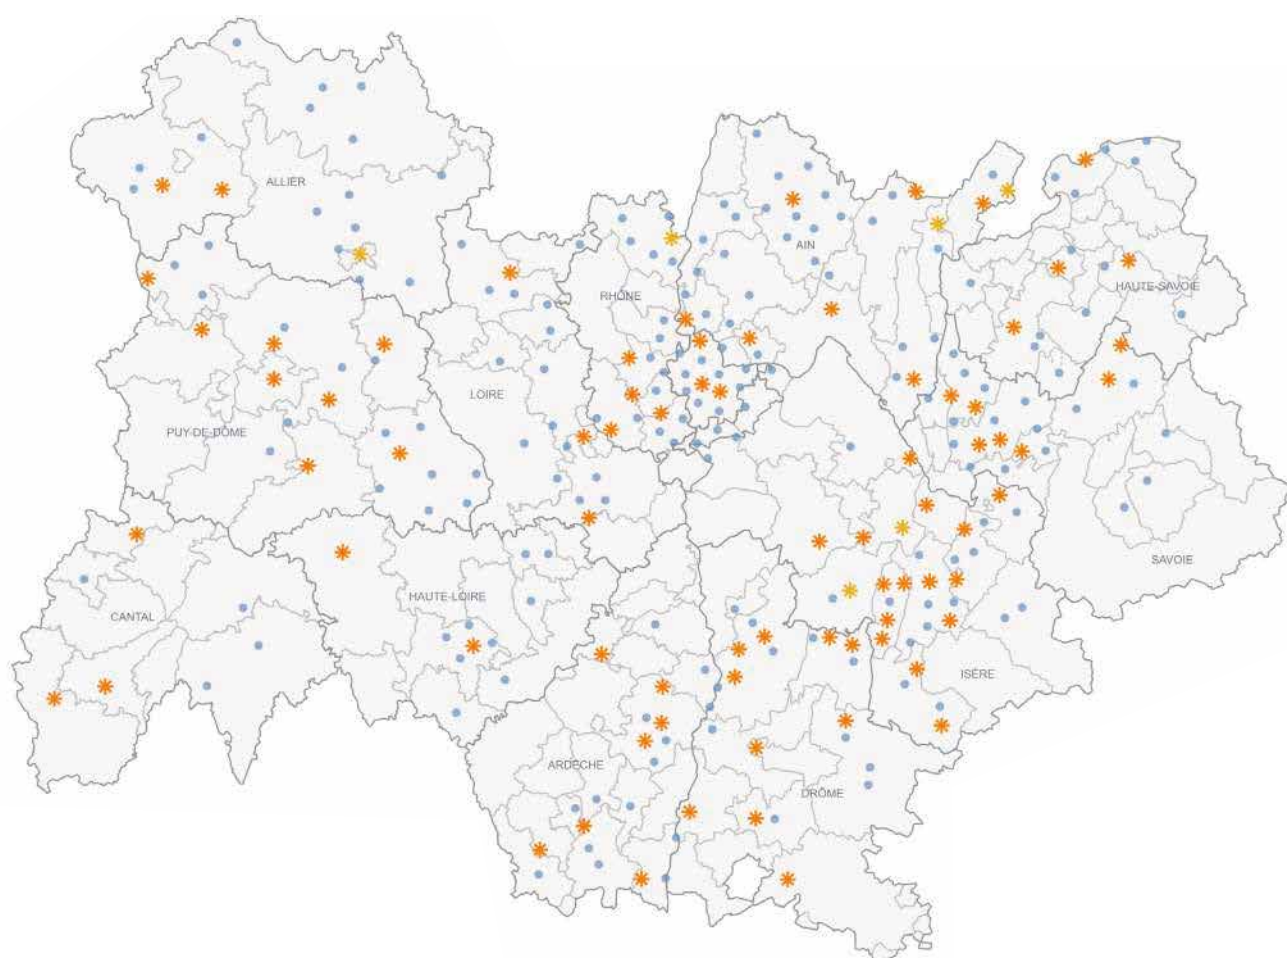 ALLIER
AIN
HAUTE-SAVOIE
RHÔNE
LOIRE
PUY-DE-DÔME
SAVOIE
HAUTE-LOIRE
CANTAL
ISÈRE
ARDÈCHE
DRÔME